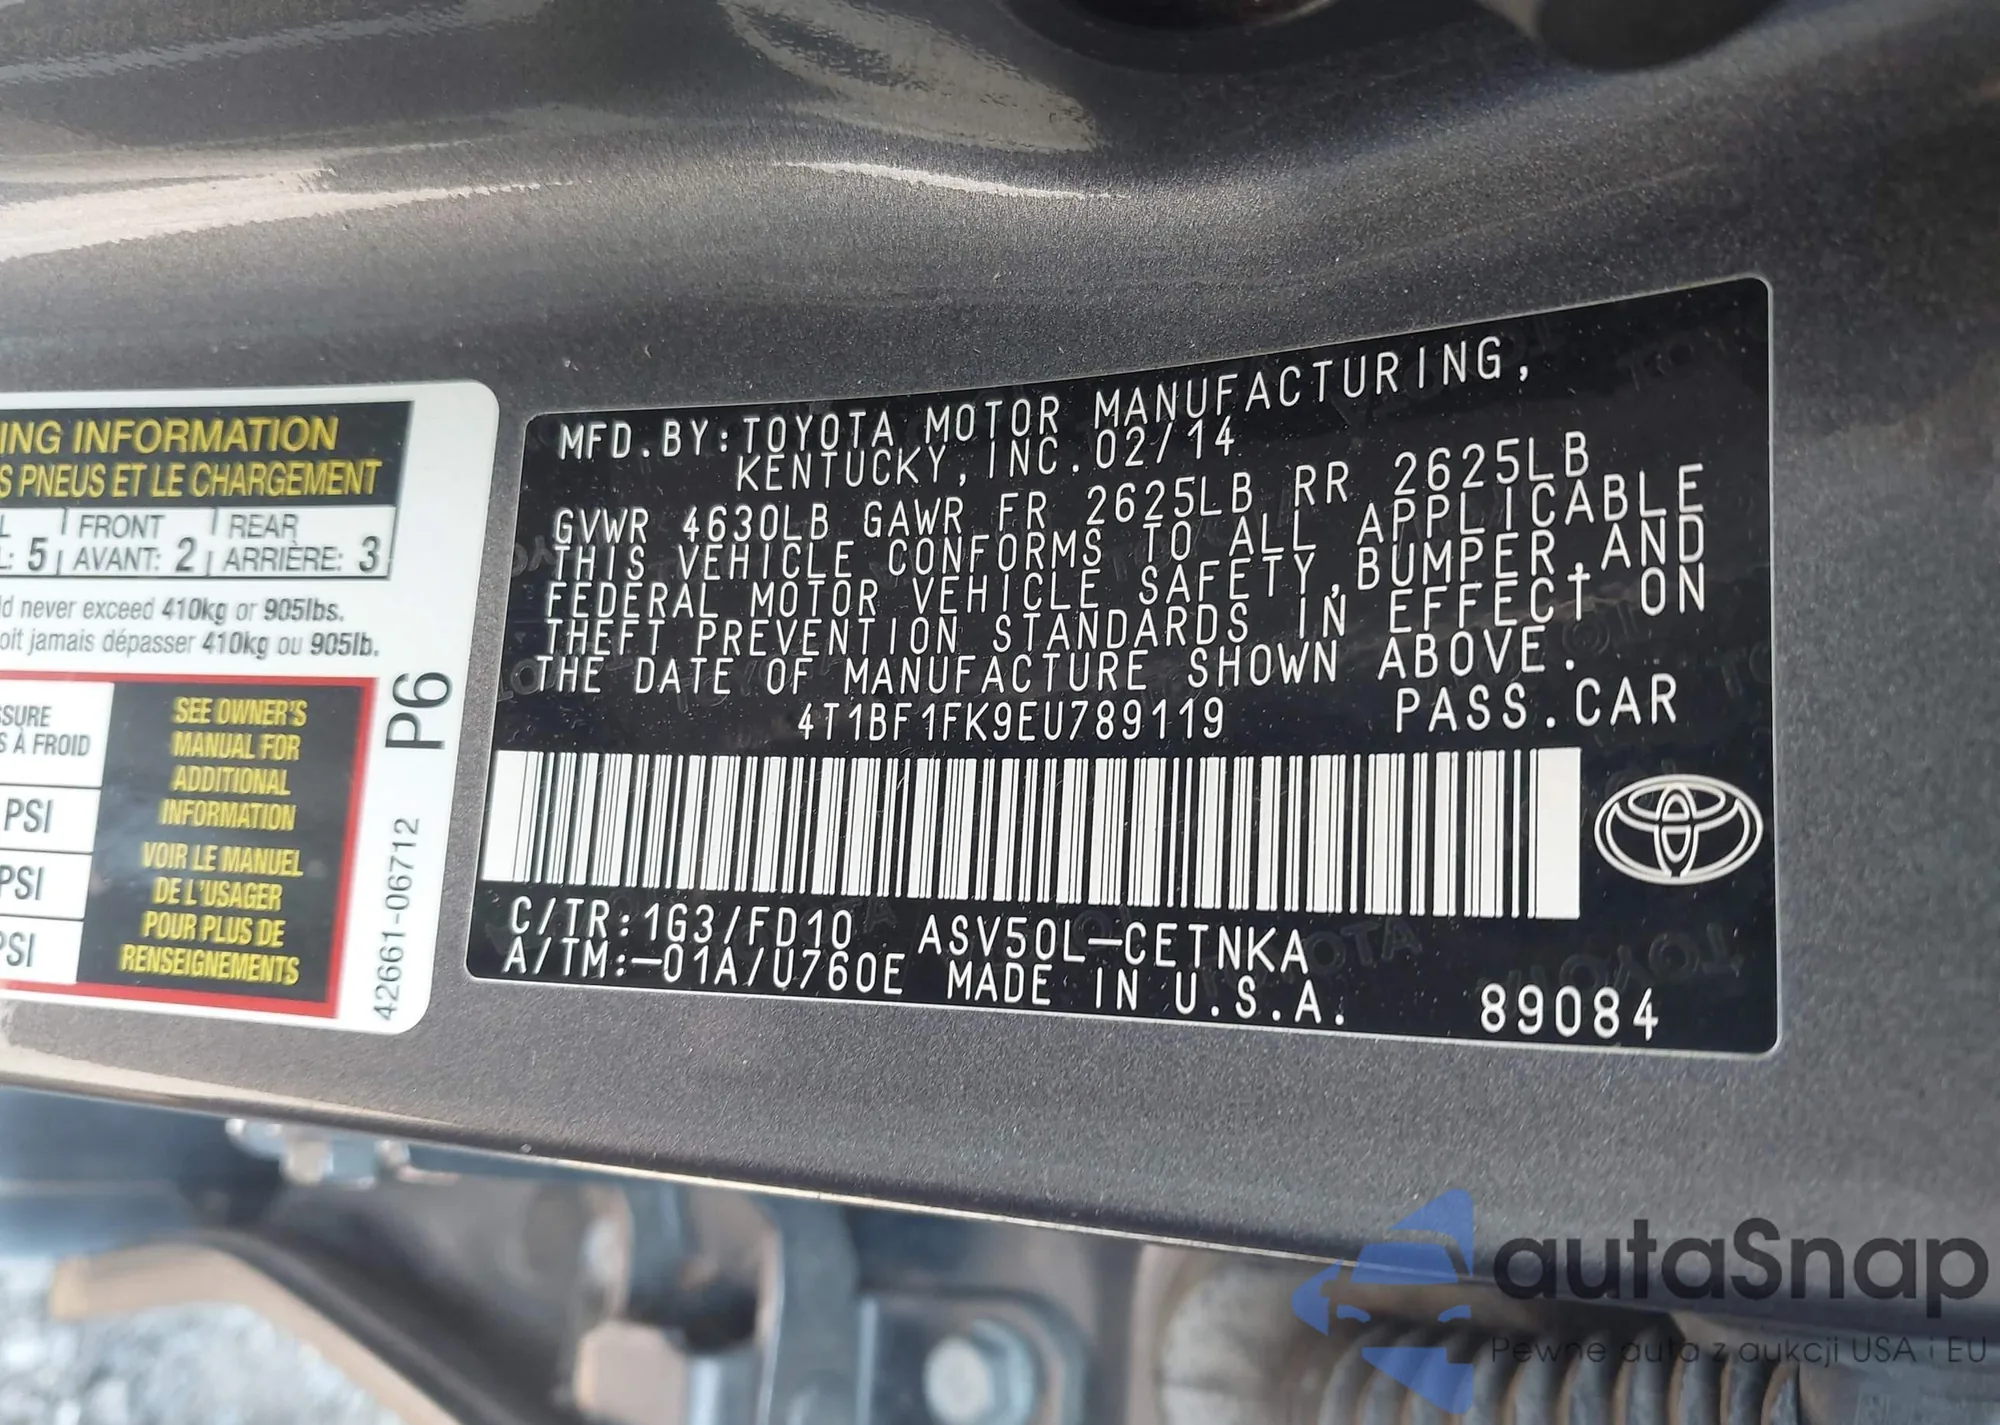 ING INFORMATION
S PNEUS ET LE CHARGEMENT
L FRONT REAR
L: 5 AVANT: 2 ARRIÈRE: 3
d never exceed 410kg or 905lbs.
oit jamais dépasser 410kg ou 905lb.
SSURE
S À FROID
PSI
PSI
PSI
SEE OWNER'S
MANUAL FOR
ADDITIONAL
INFORMATION
VOIR LE MANUEL
DE L'USAGER
POUR PLUS DE
RENSEIGNEMENTS
P6
42661-06712
MFD.BY:TOYOTA MOTOR MANUFACTURING,
KENTUCKY,INC.02/14
GVWR 4630LB GAWR FR 2625LB RR 2625LB
THIS VEHICLE CONFORMS TO ALL APPLICABLE
FEDERAL MOTOR VEHICLE SAFETY,BUMPER,AND
THEFT PREVENTION STANDARDS IN EFFECT ON
THE DATE OF MANUFACTURE SHOWN ABOVE.
4T1BF1FK9EU789119 PASS.CAR
C/TR:1G3/FD10 ASV50L-CETNKA
A/TM:-01A/U760E MADE IN U.S.A. 89084
autaSnap
Pewne auta z aukcji USA i EU